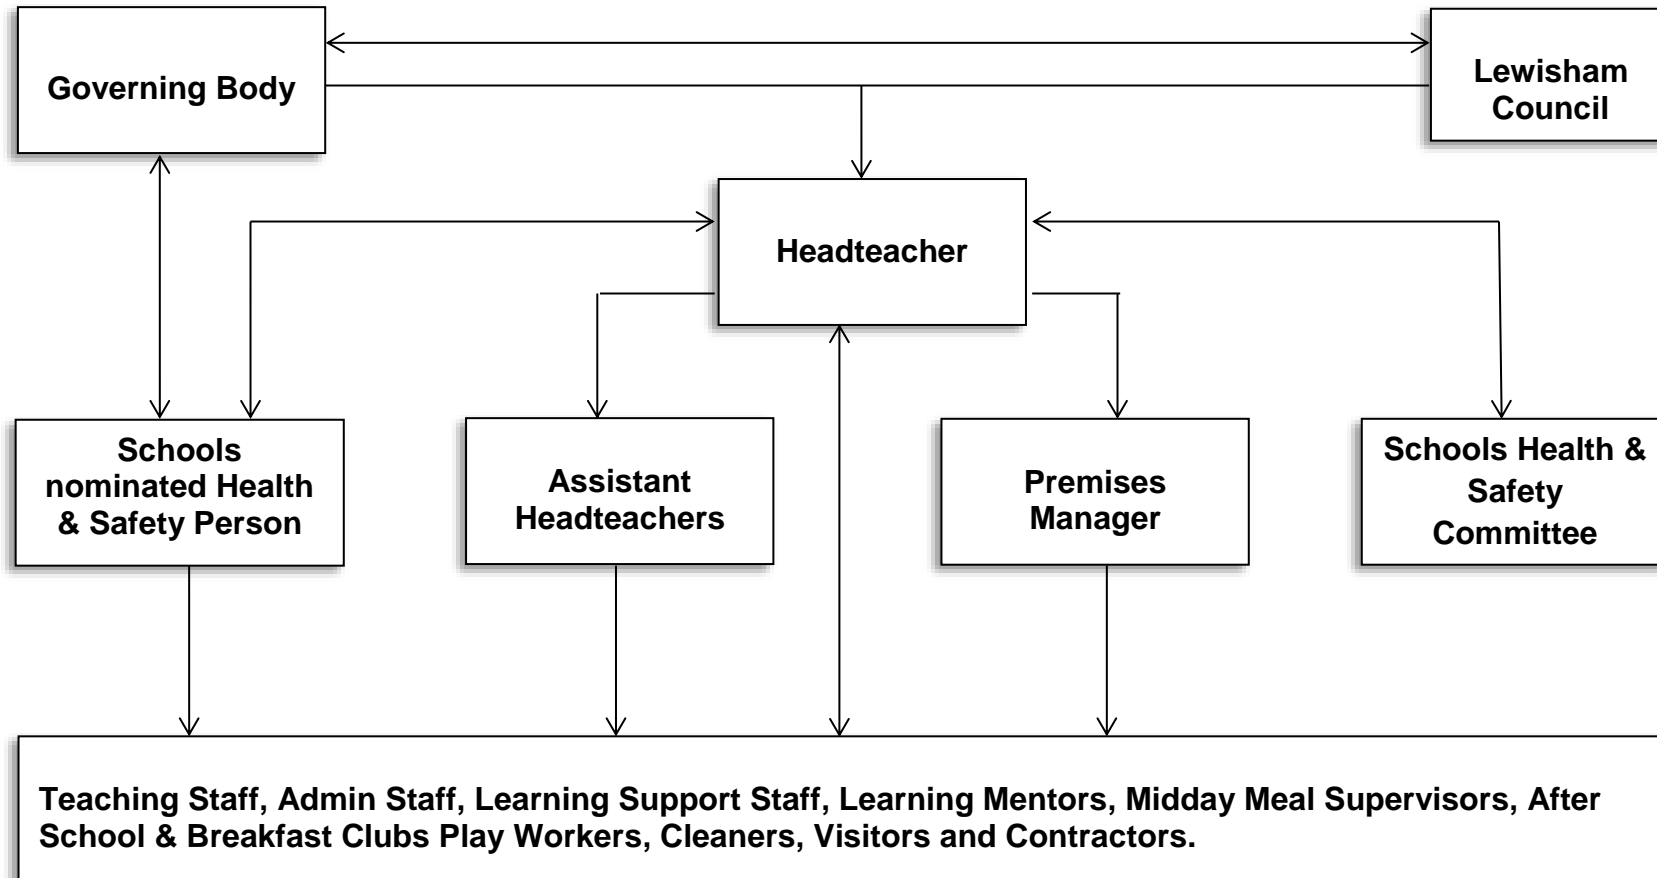 Governing Body
Lewisham
Council
Headteacher
Schools
nominated Health
& Safety Person
Assistant
Headteachers
Premises
Manager
Schools Health &
Safety
Committee
Teaching Staff, Admin Staff, Learning Support Staff, Learning Mentors, Midday Meal Supervisors, After
School & Breakfast Clubs Play Workers, Cleaners, Visitors and Contractors.